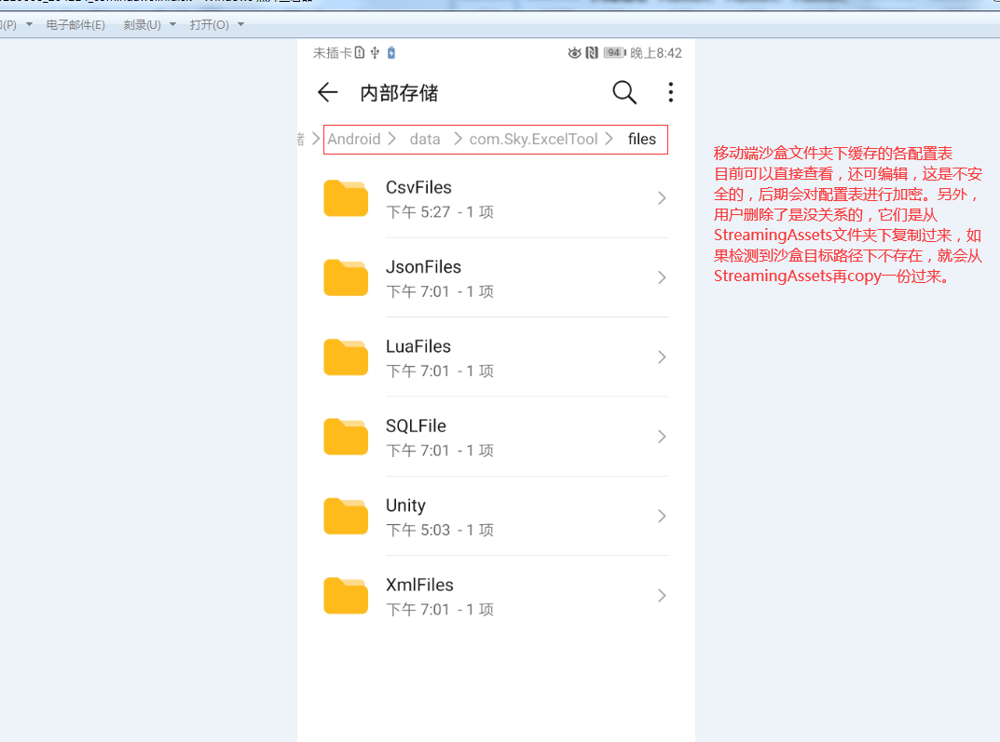 电子邮件(E) 刻录(U) 打开(O)
未插卡 94 晚上8:42
内部存储
Android data com.Sky.ExcelTool files
CsvFiles
下午 5:27 - 1 项
JsonFiles
下午 7:01 - 1 项
LuaFiles
下午 7:01 - 1 项
SQLFile
下午 7:01 - 1 项
Unity
下午 5:03 - 1 项
XmlFiles
下午 7:01 - 1 项
移动端沙盒文件夹下缓存的各配置表
目前可以直接查看，还可编辑，这是不安
全的，后期会对配置表进行加密。另外，
用户删除了是没关系的，它们是从
StreamingAssets文件夹下复制过来，如
果检测到沙盒目标路径下不存在，就会从
StreamingAssets再copy一份过来。